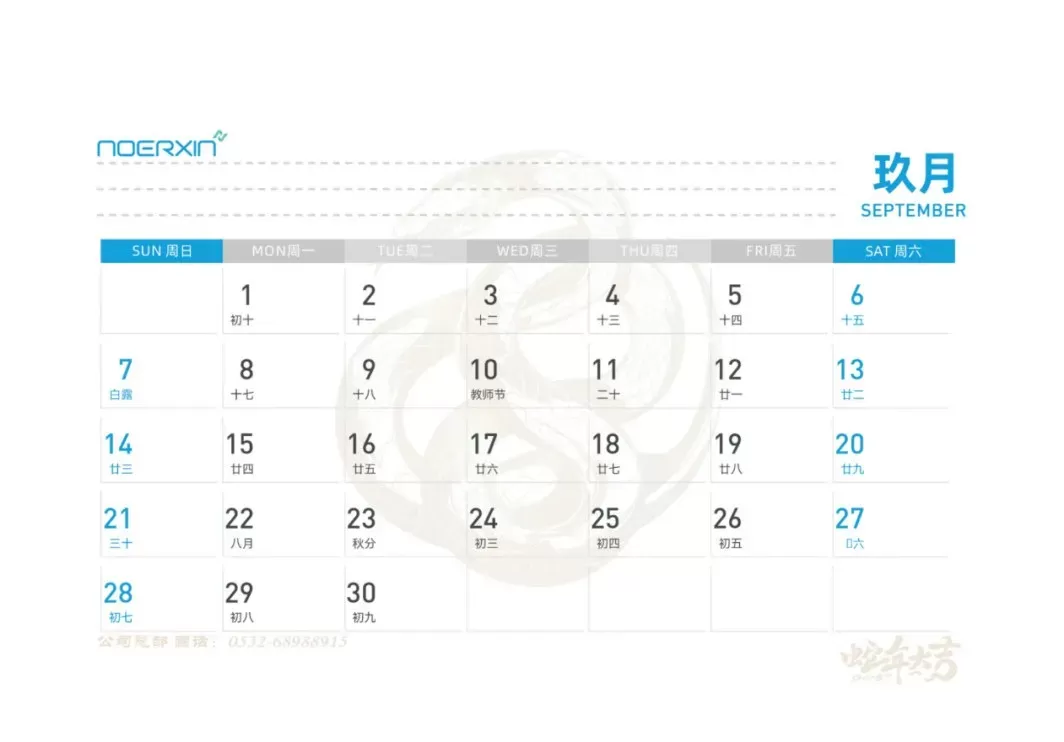 NOERXIN
玖月
SEPTEMBER
SUN 周日 MON周一 TUE周二 WED周三 THU周四 FRI周五 SAT 周六
1 2 3 4 5 6
初十 十一 十二 十三 十四 十五
7 8 9 10 11 12 13
白露 十七 十八 教师节 二十 廿一 廿二
14 15 16 17 18 19 20
廿三 廿四 廿五 廿六 廿七 廿八 廿九
21 22 23 24 25 26 27
三十 八月 秋分 初三 初四 初五 六
28 29 30
初七 初八 初九
公司总部 电话：0532-68988915
蛇年大吉